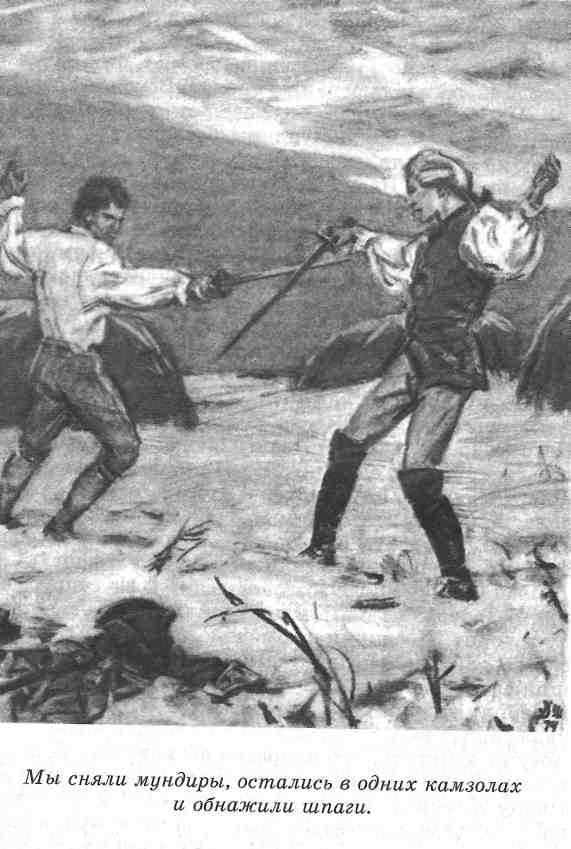 Мы сняли мундиры, остались в одних камзолах
и обнажили шпаги.